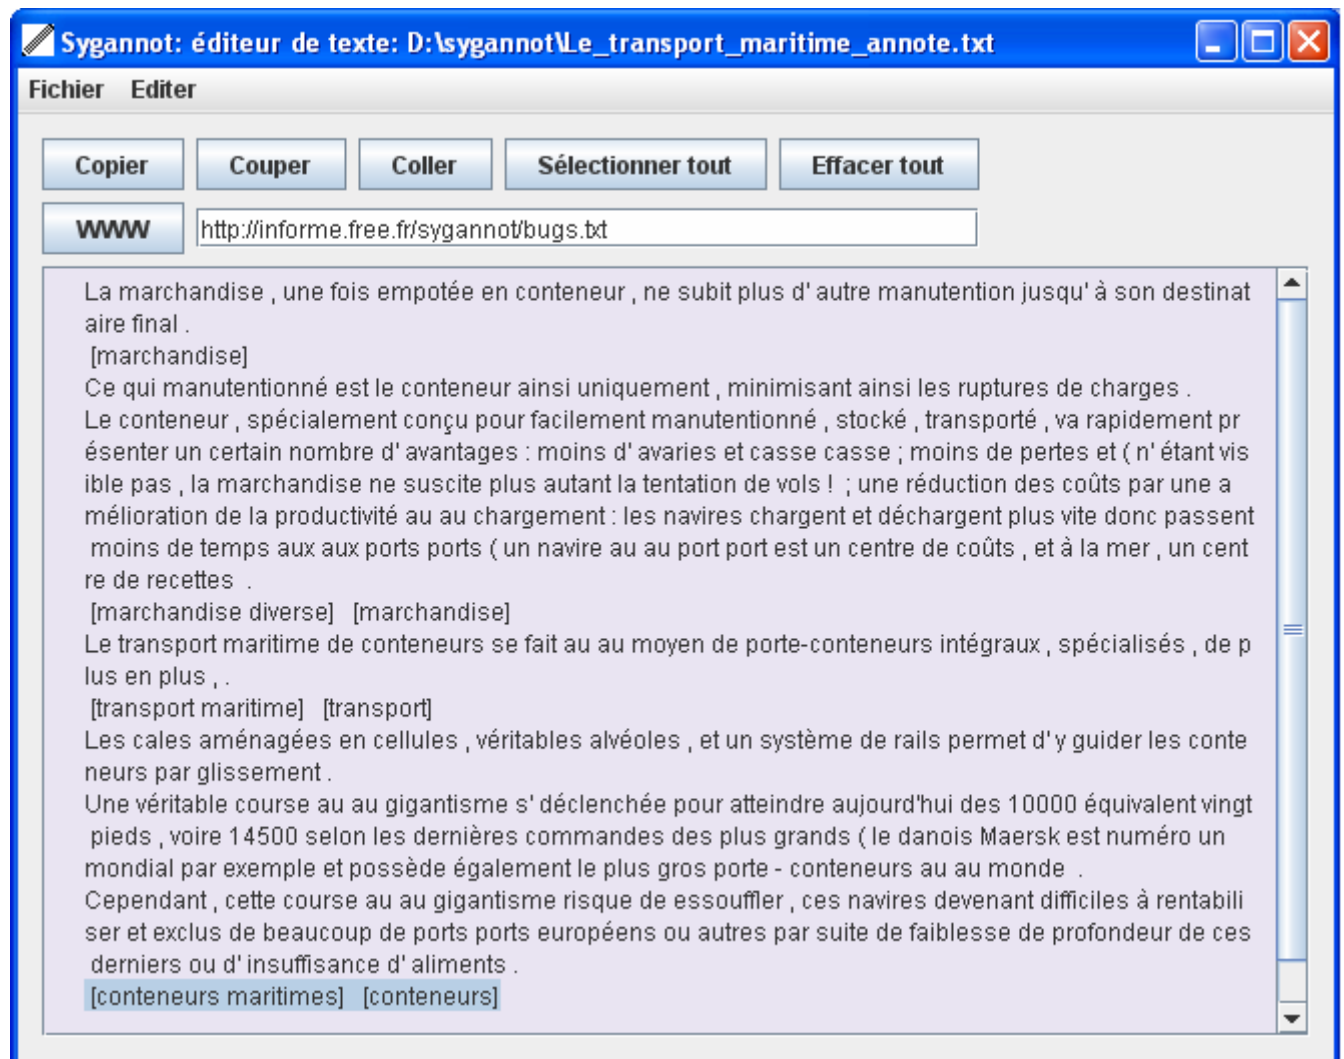 Sygannot: éditeur de texte: D:\sygannot\Le_transport_maritime_annote.txt
Fichier Editer
Copier Couper Coller Sélectionner tout Effacer tout
WWW http://informe.free.fr/sygannot/bugs.txt
La marchandise , une fois empotée en conteneur , ne subit plus d' autre manutention jusqu' à son destinat
aire final .
[marchandise]
Ce qui manutentionné est le conteneur ainsi uniquement , minimisant ainsi les ruptures de charges .
Le conteneur , spécialement conçu pour facilement manutentionné , stocké , transporté , va rapidement pr
ésenter un certain nombre d' avantages : moins d' avaries et casse casse ; moins de pertes et ( n' étant vis
ible pas , la marchandise ne suscite plus autant la tentation de vols !  ; une réduction des coûts par une a
mélioration de la productivité au au chargement : les navires chargent et déchargent plus vite donc passent
moins de temps aux aux ports ports ( un navire au au port port est un centre de coûts , et à la mer , un cent
re de recettes  .
[marchandise diverse]   [marchandise]
Le transport maritime de conteneurs se fait au au moyen de porte-conteneurs intégraux , spécialisés , de p
lus en plus , .
[transport maritime]   [transport]
Les cales aménagées en cellules , véritables alvéoles , et un système de rails permet d' y guider les conte
neurs par glissement .
Une véritable course au au gigantisme s' déclenchée pour atteindre aujourd'hui des 10000 équivalent vingt
pieds , voire 14500 selon les dernières commandes des plus grands ( le danois Maersk est numéro un
mondial par exemple et possède également le plus gros porte - conteneurs au au monde  .
Cependant , cette course au au gigantisme risque de essouffler , ces navires devenant difficiles à rentabili
ser et exclus de beaucoup de ports ports européens ou autres par suite de faiblesse de profondeur de ces
derniers ou d' insuffisance d' aliments .
[conteneurs maritimes]   [conteneurs]